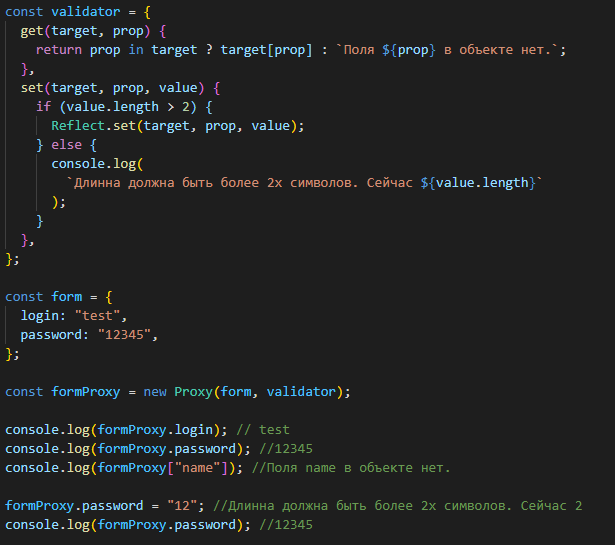 const validator = {
  get(target, prop) {
    return prop in target ? target[prop] : `Поля ${prop} в объекте нет.`;
  },
  set(target, prop, value) {
    if (value.length > 2) {
      Reflect.set(target, prop, value);
    } else {
      console.log(
        `Длинна должна быть более 2х символов. Сейчас ${value.length}`
      );
    }
  },
};

const form = {
  login: "test",
  password: "12345",
};

const formProxy = new Proxy(form, validator);

console.log(formProxy.login); // test
console.log(formProxy.password); //12345
console.log(formProxy["name"]); //Поля name в объекте нет.

formProxy.password = "12"; //Длинна должна быть более 2х символов. Сейчас 2
console.log(formProxy.password); //12345